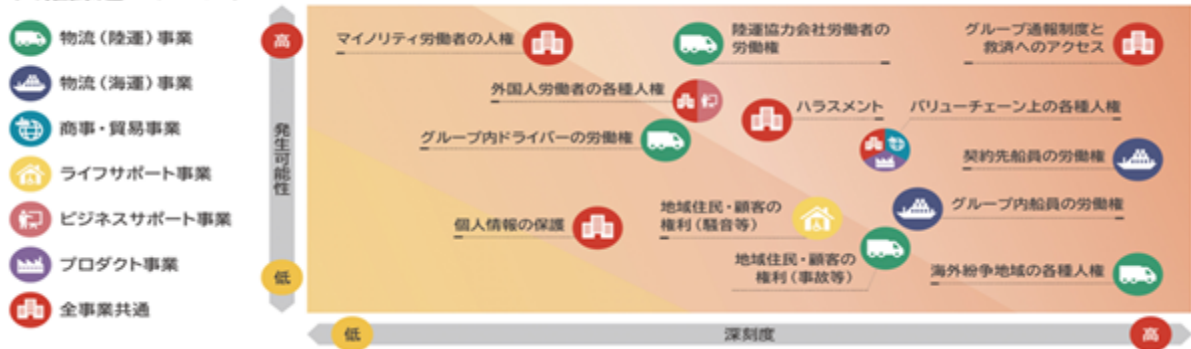 物流（陸運）事業
物流（海運）事業
商事・貿易事業
ライフサポート事業
ビジネスサポート事業
プロダクト事業
全事業共通
高
発生可能性
低
マイノリティ労働者の人権
陸運協力会社労働者の
労働権
グループ通報制度と
救済へのアクセス
外国人労働者の各種人権
ハラスメント
バリューチェーン上の各種人権
グループ内ドライバーの労働権
契約先船員の労働権
個人情報の保護
地域住民・顧客の
権利（騒音等）
グループ内船員の労働権
地域住民・顧客の
権利（事故等）
海外紛争地域の各種人権
低
深刻度
高